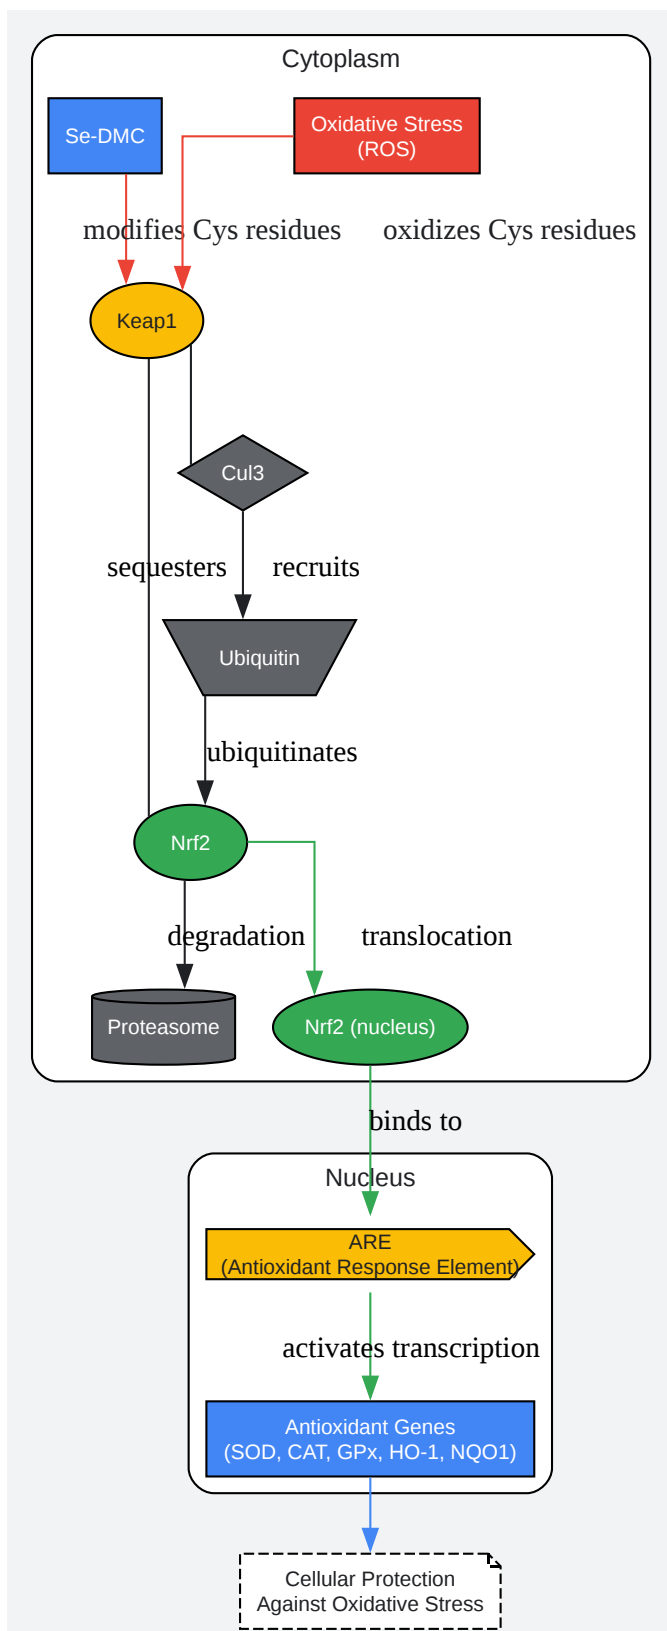 Cytoplasm
Se-DMC
Oxidative Stress
(ROS)
modifies Cys residues
oxidizes Cys residues
Keap1
Cul3
sequesters
recruits
Ubiquitin
ubiquitinates
Nrf2
degradation
translocation
Proteasome
Nrf2 (nucleus)
binds to
Nucleus
ARE
(Antioxidant Response Element)
activates transcription
Antioxidant Genes
(SOD, CAT, GPx, HO-1, NQO1)
Cellular Protection
Against Oxidative Stress